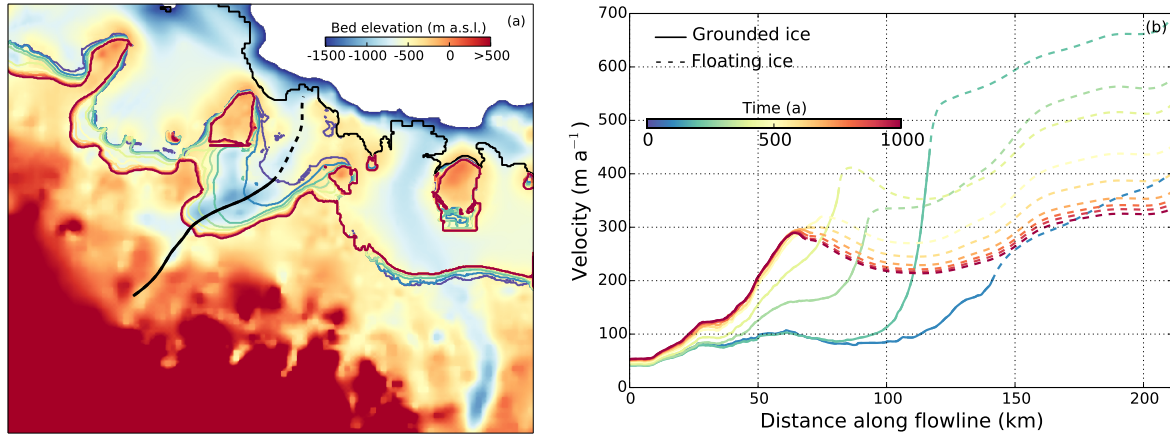 (a)
Bed elevation (m a.s.l.)
-1500 -1000 -500 0 >500
(b)
Grounded ice
Floating ice
Time (a)
0 500 1000
Velocity (m a⁻¹)
700
600
500
400
300
200
100
0
0 50 100 150 200
Distance along flowline (km)